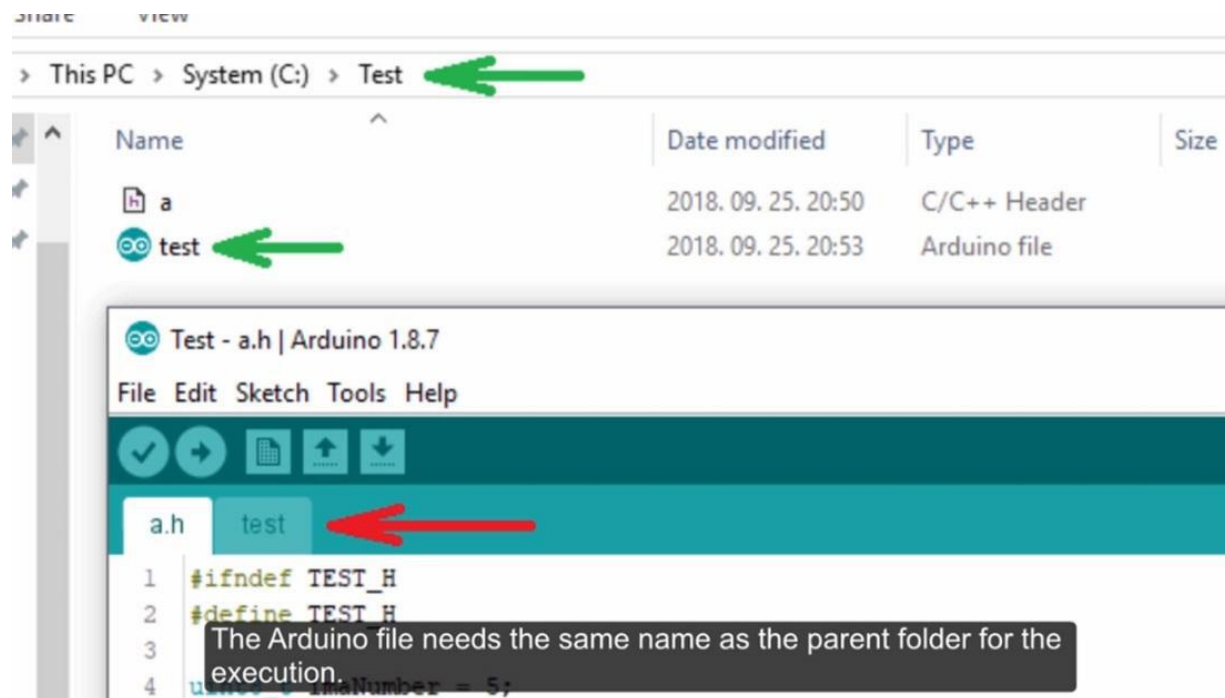 Share View
> This PC > System (C:) > Test
Name Date modified Type Size
a 2018. 09. 25. 20:50 C/C++ Header
test 2018. 09. 25. 20:53 Arduino file
Test - a.h | Arduino 1.8.7
File Edit Sketch Tools Help
a.h test
1 #ifndef TEST_H
2 #define TEST_H
3
The Arduino file needs the same name as the parent folder for the
execution.
4 imaNumber = 5;